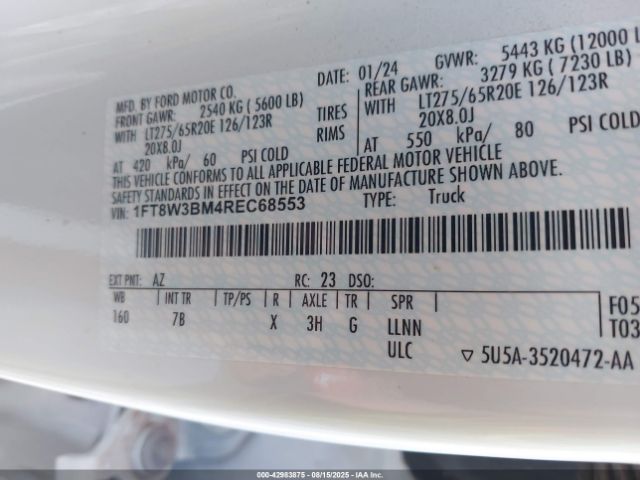 MFD. BY FORD MOTOR CO. DATE: 01/24 GVWR: 5443 KG (12000 L
FRONT GAWR: 2540 KG ( 5600 LB) REAR GAWR: 3279 KG ( 7230 LB)
WITH LT275/65R20E 126/123R TIRES WITH LT275/65R20E 126/123R
20X8.0J RIMS 20X8.0J
AT 420 kPa/ 60 PSI COLD AT 550 kPa/ 80 PSI COLD
THIS VEHICLE CONFORMS TO ALL APPLICABLE FEDERAL MOTOR VEHICLE
SAFETY STANDARDS IN EFFECT ON THE DATE OF MANUFACTURE SHOWN ABOVE.
VIN: 1FT8W3BM4REC68553 TYPE: Truck
EXT PNT: AZ RC: 23 DSO:
WB INT TR TP/PS R AXLE TR SPR F05
160 7B X 3H G LLNN T03
ULC ▽ 5U5A-3520472-AA
000-42983875 - 08/15/2025 - IAA, Inc.